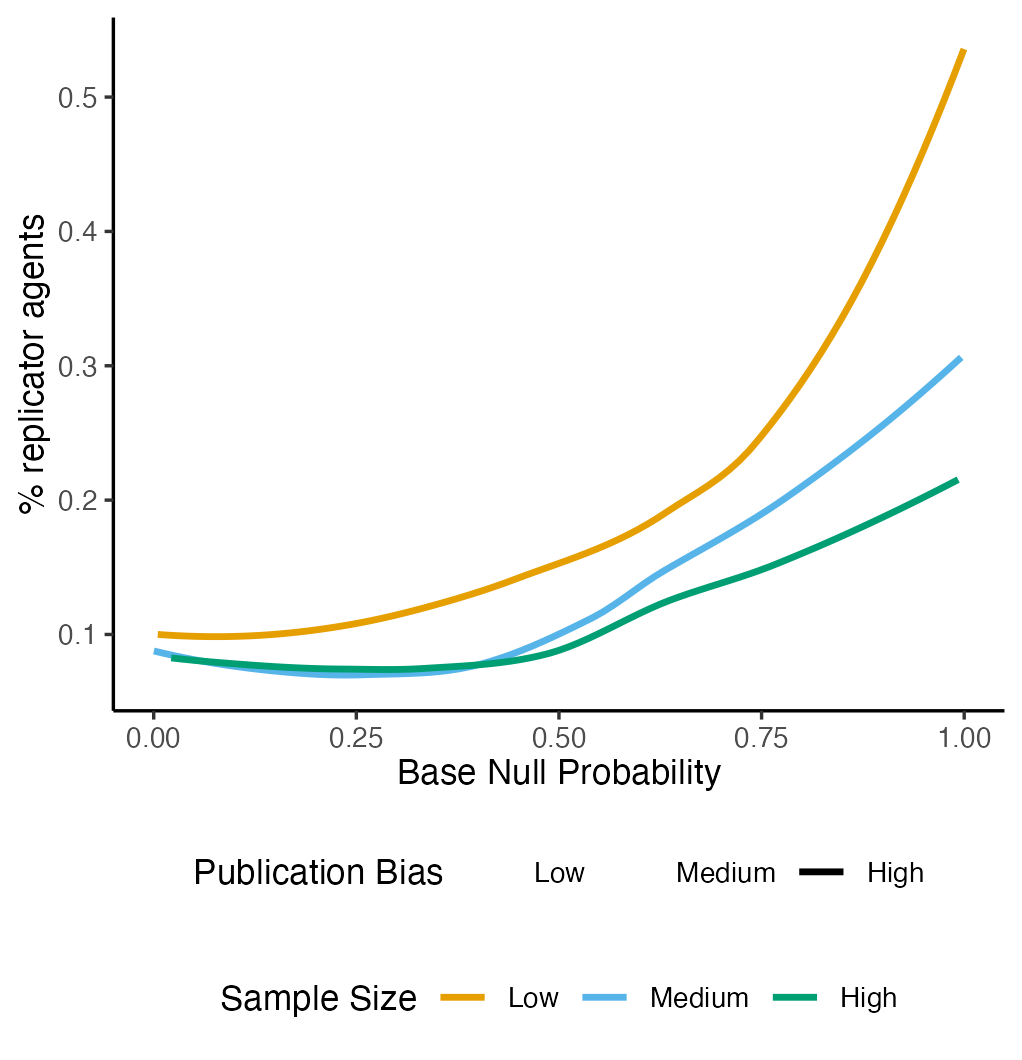 % replicator agents
0.5
0.4
0.3
0.2
0.1
0.00 0.25 0.50 0.75 1.00
Base Null Probability
Publication Bias Low Medium High
Sample Size Low Medium High